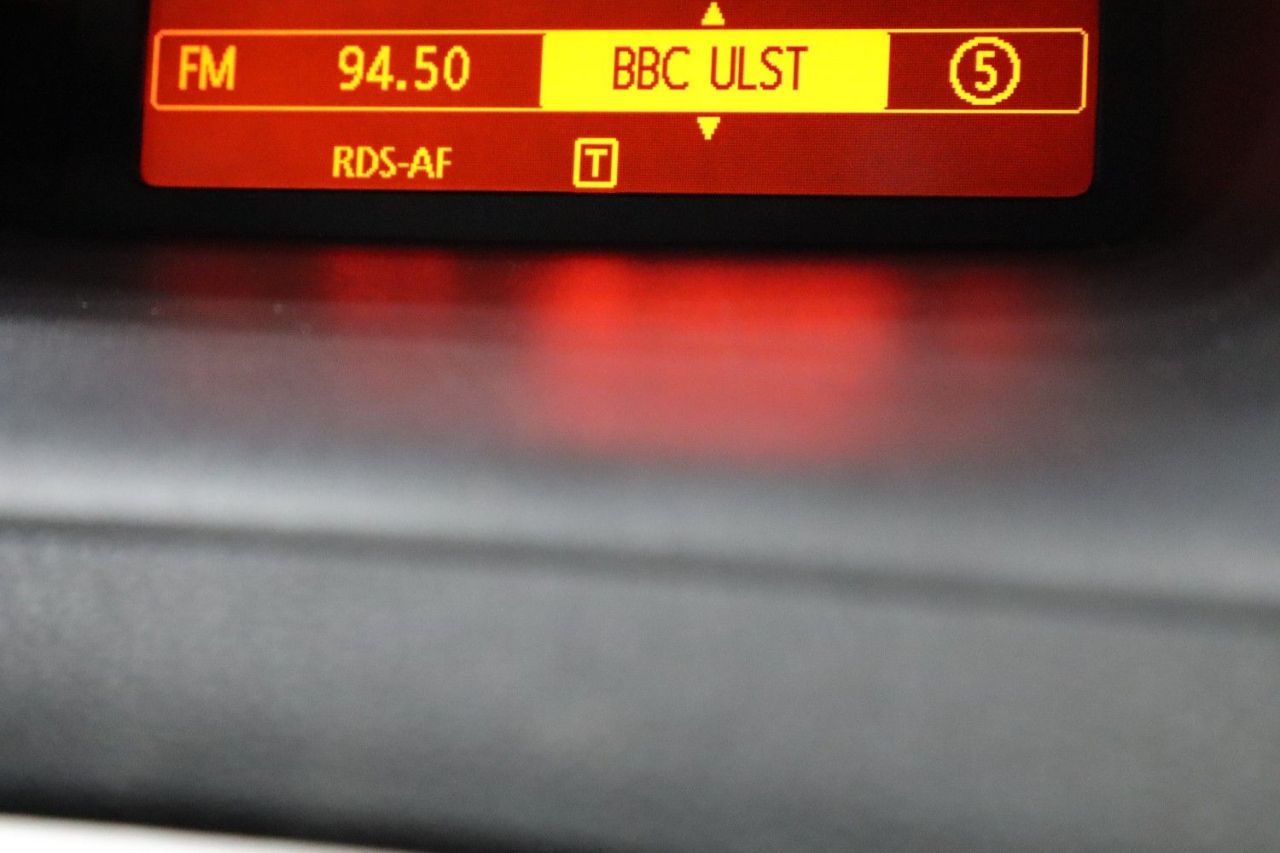 FM 94.50 BBC ULST 5
RDS-AF T